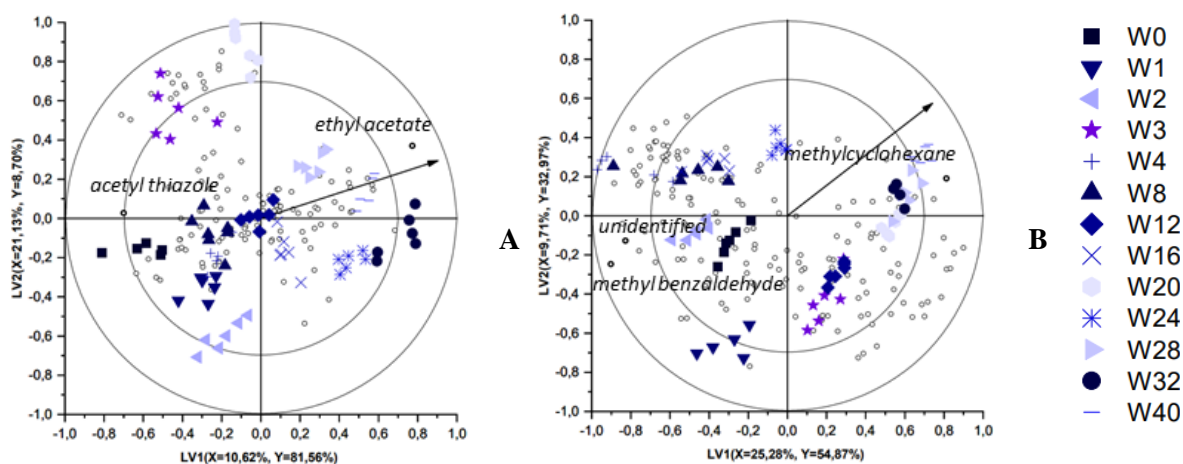 1,0
0,8
0,6
0,4
0,2
0,0
-0,2
-0,4
-0,6
-0,8
-1,0
LV2(X=21,13%, Y=8,70%)
ethyl acetate
acetyl thiazole
-1,0 -0,8 -0,6 -0,4 -0,2 0,0 0,2 0,4 0,6 0,8 1,0
LV1(X=10,62%, Y=81,56%)
A
1,0
0,8
0,6
0,4
0,2
0,0
-0,2
-0,4
-0,6
-0,8
-1,0
LV2(X=9,71%, Y=32,97%)
methylcyclohexane
unidentified
methyl benzaldehyde
-1,0 -0,8 -0,6 -0,4 -0,2 0,0 0,2 0,4 0,6 0,8 1,0
LV1(X=25,28%, Y=54,87%)
B
W0
W1
W2
W3
W4
W8
W12
W16
W20
W24
W28
W32
W40